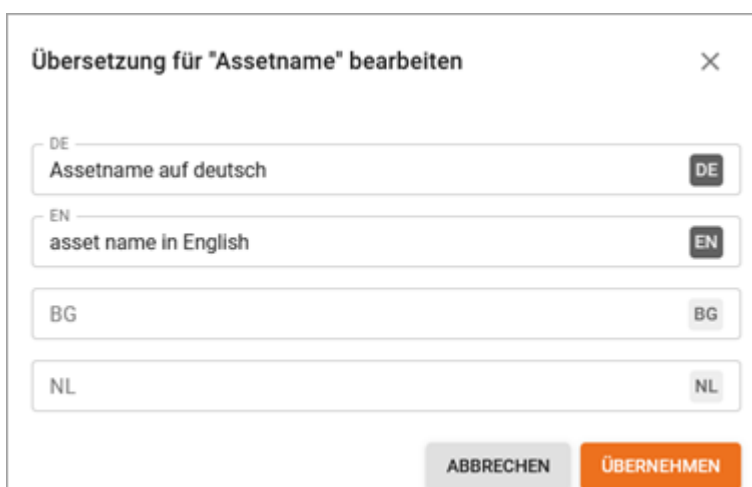 Übersetzung für "Assetname" bearbeiten
DE
Assetname auf deutsch DE
EN
asset name in English EN
BG BG
NL NL
ABBRECHEN ÜBERNEHMEN